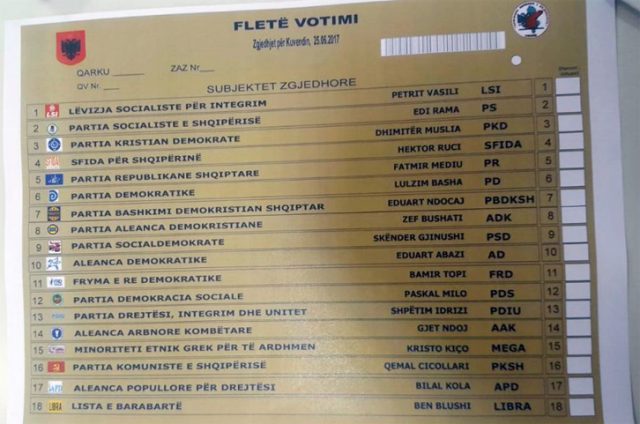 FLETË VOTIMI
Zgjedhjet për Kuvendin, 25.06.2017
QARKU ______ ZAZ Nr___
QV Nr. ___
SUBJEKTET ZGJEDHORE
1 LSI LËVIZJA SOCIALISTE PËR INTEGRIM PETRIT VASILI LSI 1
2 PARTIA SOCIALISTE E SHQIPËRISË EDI RAMA PS 2
3 PARTIA KRISTIAN DEMOKRATE DHIMITËR MUSLIA PKD 3
4 SFIDA PËR SHQIPËRINË HEKTOR RUCI SFIDA 4
5 PARTIA REPUBLIKANE SHQIPTARE FATMIR MEDIU PR 5
6 PARTIA DEMOKRATIKE LULZIM BASHA PD 6
7 PARTIA BASHKIMI DEMOKRISTIAN SHQIPTAR EDUART NDOCAJ PBDKSH 7
8 PARTIA ALEANCA DEMOKRISTIANE ZEF BUSHATI ADK 8
9 PARTIA SOCIALDEMOKRATE SKËNDER GJINUSHI PSD 9
10 ALEANCA DEMOKRATIKE EDUART ABAZI AD 10
11 FRYMA E RE DEMOKRATIKE BAMIR TOPI FRD 11
12 PARTIA DEMOKRACIA SOCIALE PASKAL MILO PDS 12
13 PARTIA DREJTËSI, INTEGRIM DHE UNITET SHPËTIM IDRIZI PDIU 13
14 ALEANCA ARBNORE KOMBËTARE GJET NDOJ AAK 14
15 MINORITETI ETNIK GREK PËR TË ARDHMEN KRISTO KIÇO MEGA 15
16 PARTIA KOMUNISTE E SHQIPËRISË QEMAL CICOLLARI PKSH 16
17 ALEANCA POPULLORE PËR DREJTËSI BILAL KOLA APD 17
18 LIBRA LISTA E BARABARTË BEN BLUSHI LIBRA 18